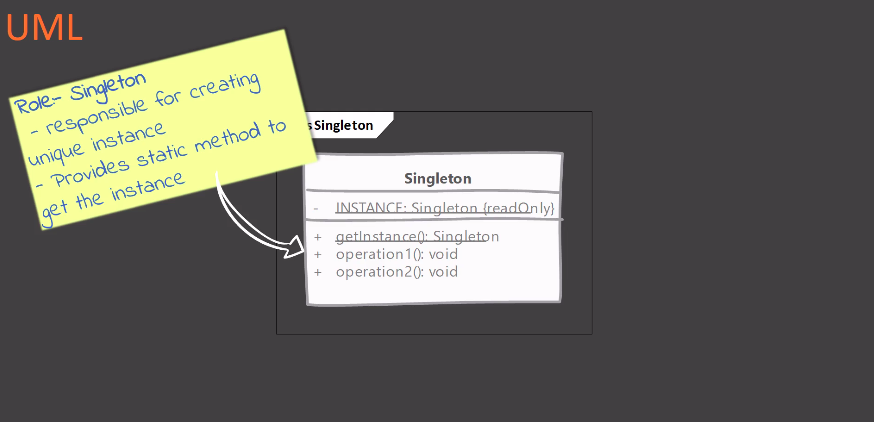 UML
Role:- Singleton
- responsible for creating
unique instance
- Provides static method to
get the instance
s Singleton
Singleton
- INSTANCE: Singleton {readOnly}
+ getInstance(): Singleton
+ operation1(): void
+ operation2(): void